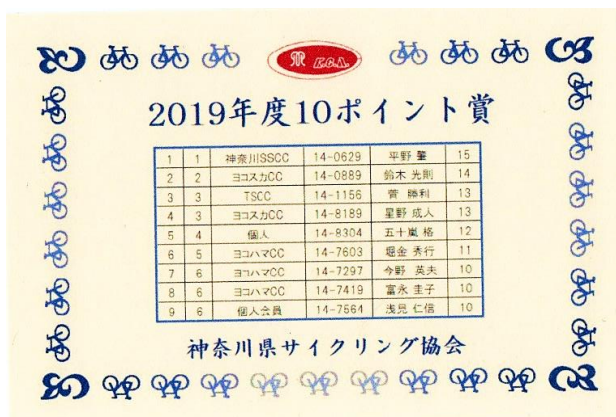 K.C.A.
2019年度10ポイント賞
1 1 神奈川SSCC 14-0629 平野 肇 15
2 2 ヨコスカCC 14-0889 鈴木 光則 14
3 3 TSCC 14-1156 菅 勝利 13
4 3 ヨコスカCC 14-8189 星野 成人 13
5 4 個人 14-8304 五十嵐 格 12
6 5 ヨコハマCC 14-7603 堀金 秀行 11
7 6 ヨコハマCC 14-7297 今野 英夫 10
8 6 ヨコハマCC 14-7419 富永 圭子 10
9 6 個人会員 14-7564 浅見 仁信 10
神奈川県サイクリング協会